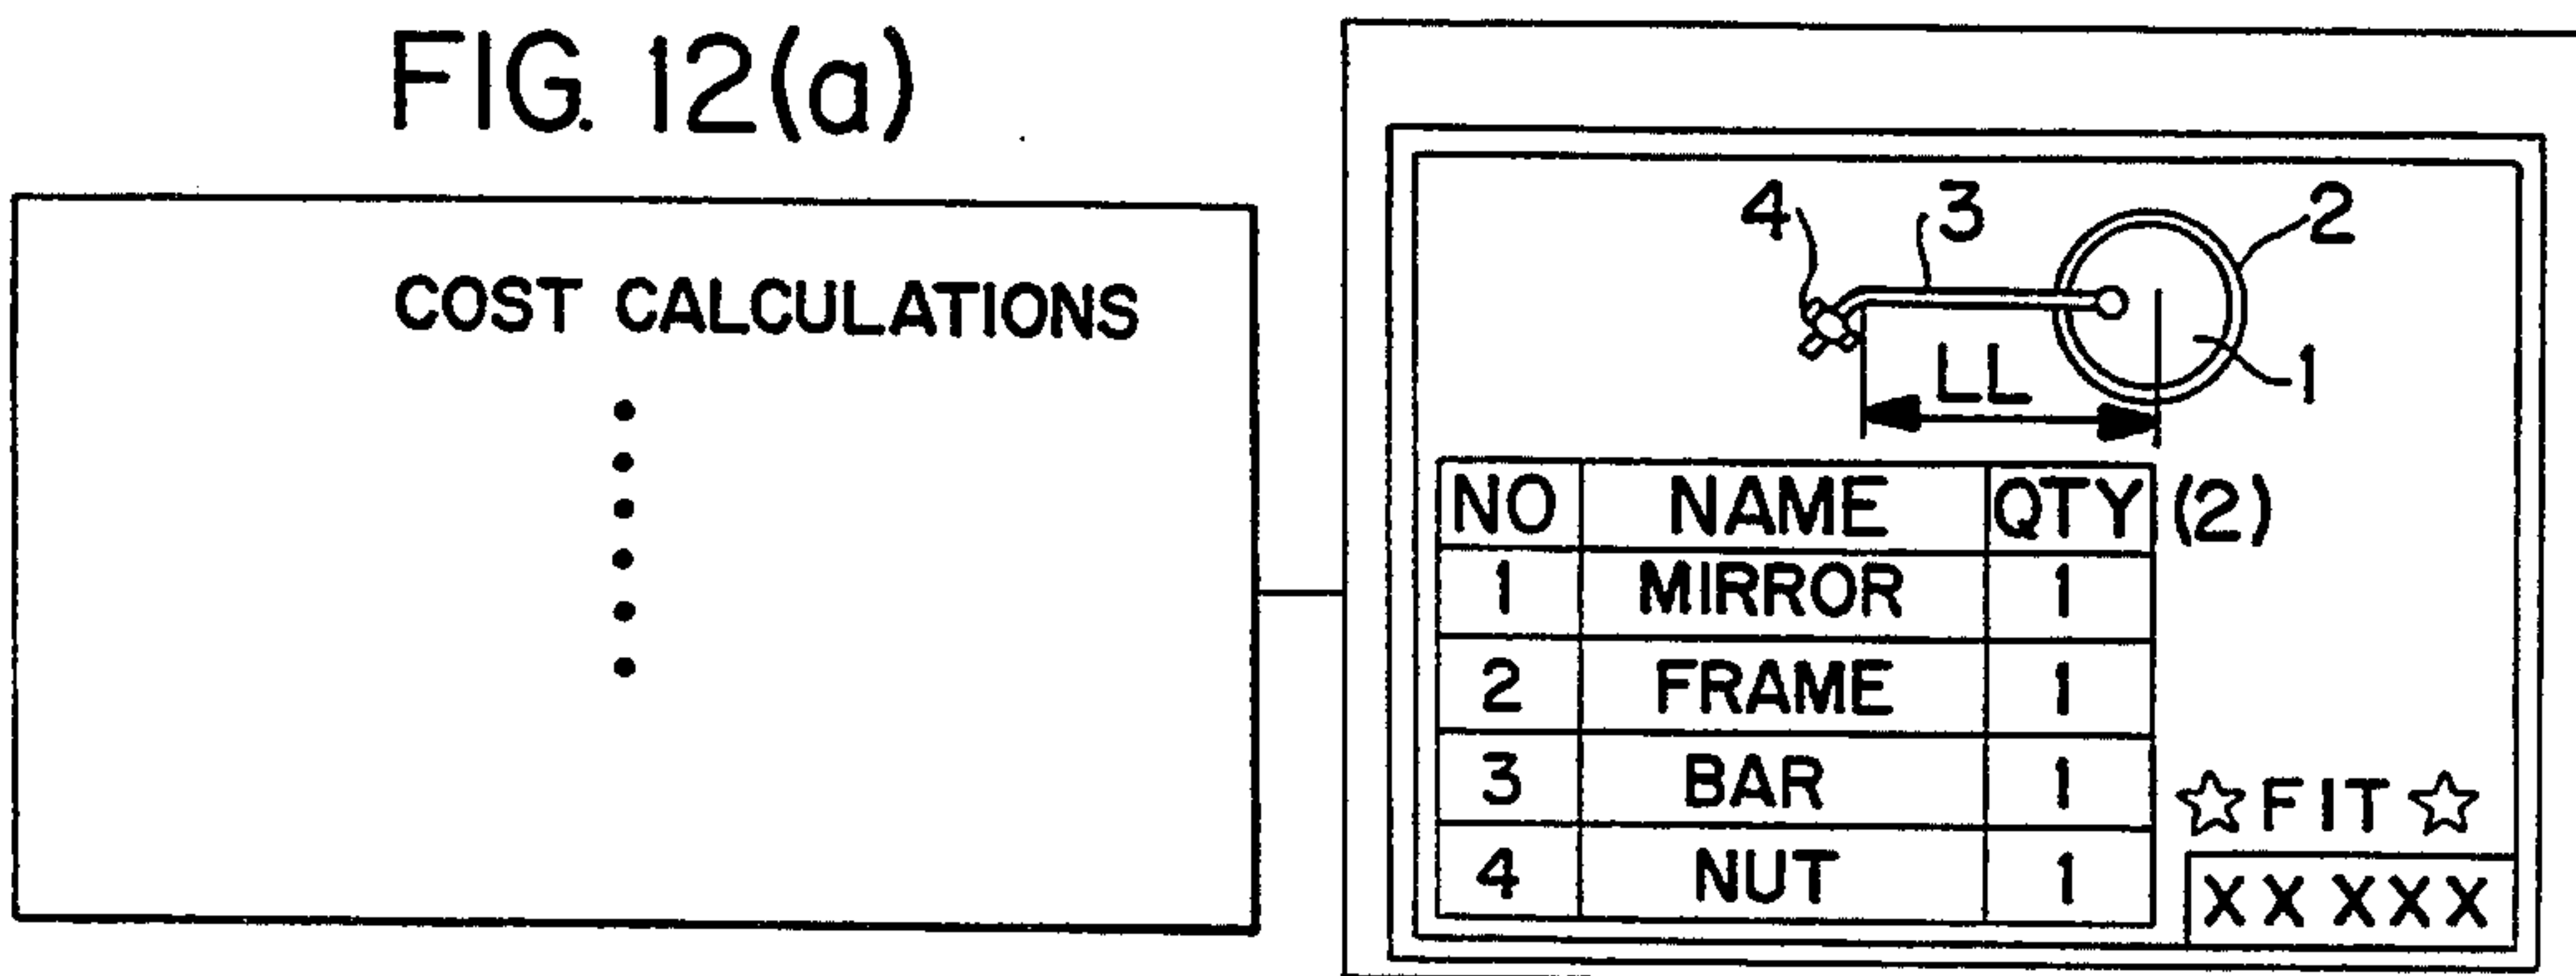 FIG. 12(a)
COST CALCULATIONS
4 3 2
LL 1
NO NAME QTY (2)
1 MIRROR 1
2 FRAME 1
3 BAR 1
☆ FIT ☆
4 NUT 1
XX XXX